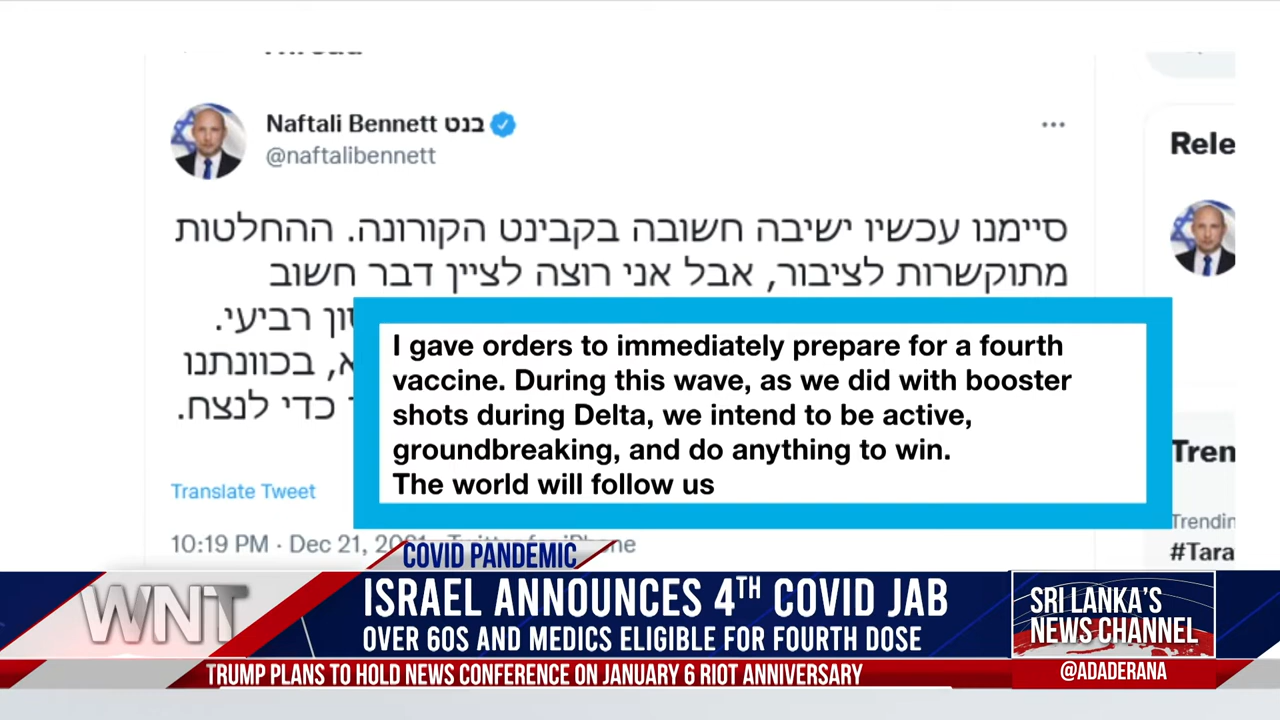 Naftali Bennett בנט
@naftalibennett
סיימנו עכשיו ישיבה חשובה בקבינט הקורונה. ההחלטות
מתוקשרות לציבור, אבל אני רוצה לציין דבר חשוב
רביעי.
בכוונתנו
כדי לנצח.
I gave orders to immediately prepare for a fourth
vaccine. During this wave, as we did with booster
shots during Delta, we intend to be active,
groundbreaking, and do anything to win.
The world will follow us
Translate Tweet
10:19 PM · Dec 21,
Rele
Tren
Trendin
#Tara
COVID PANDEMIC
WNT
ISRAEL ANNOUNCES 4TH COVID JAB
OVER 60S AND MEDICS ELIGIBLE FOR FOURTH DOSE
TRUMP PLANS TO HOLD NEWS CONFERENCE ON JANUARY 6 RIOT ANNIVERSARY
SRI LANKA'S
NEWS CHANNEL
@ADADERANA